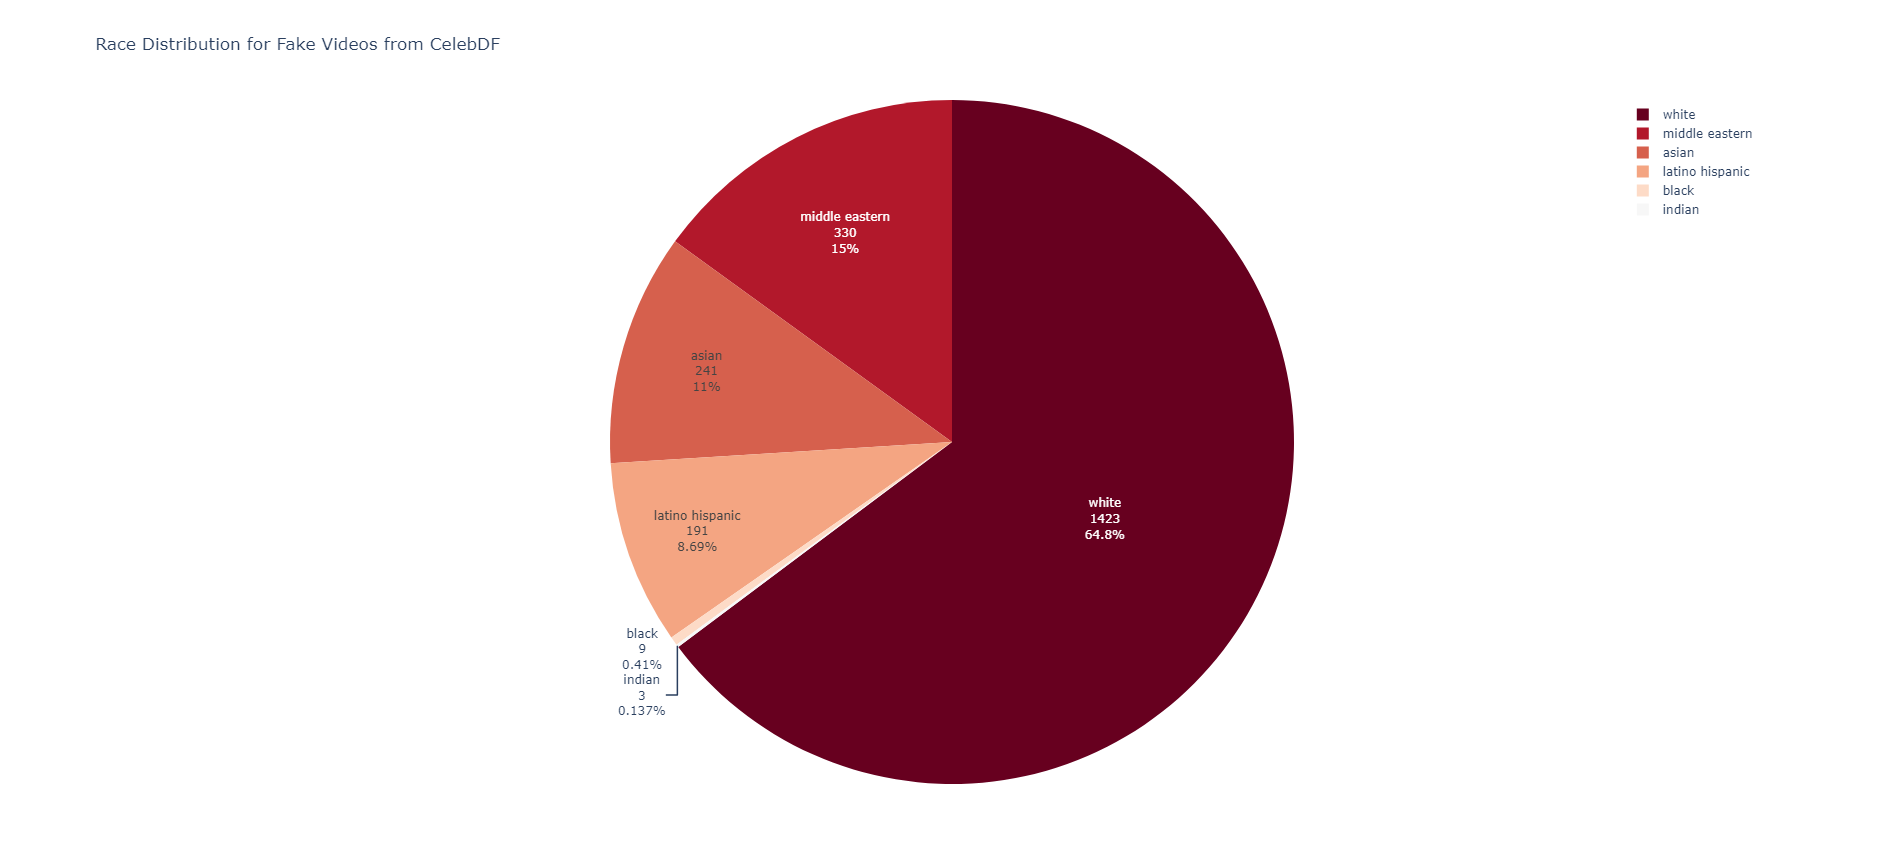 Race Distribution for Fake Videos from CelebDF
white
middle eastern
asian
latino hispanic
black
indian
middle eastern
330
15%
asian
241
11%
latino hispanic
191
8.69%
black
9
0.41%
indian
3
0.137%
white
1423
64.8%